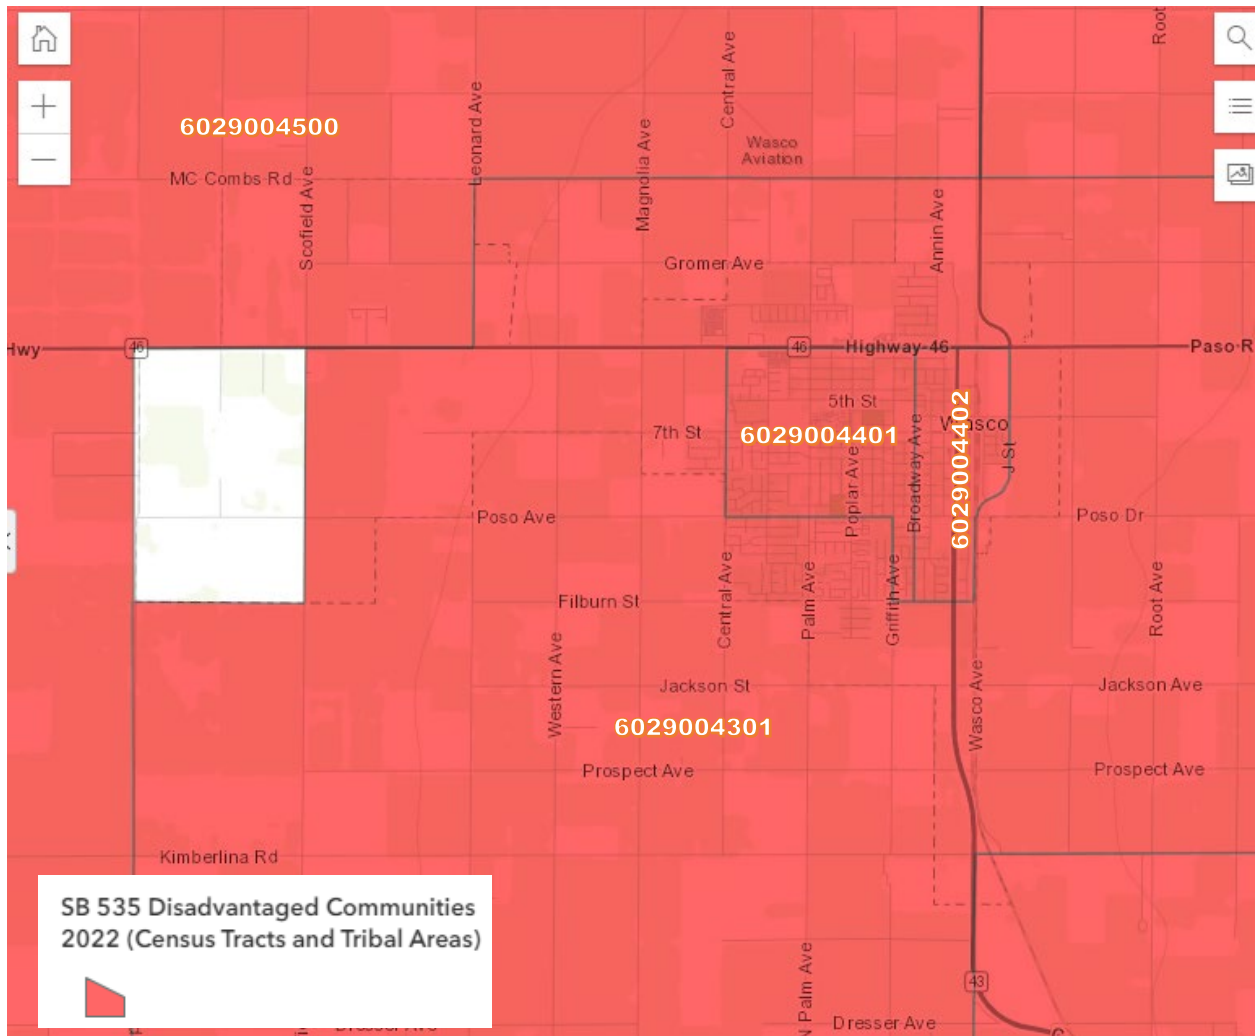 Root
Central Ave
Leonard Ave
Magnolia Ave
6029004500
Wasco
Aviation
MC Combs Rd
Scofield Ave
Annin Ave
Gromer Ave
Hwy
46
46
Highway 46
Paso R
5th St
Wasco
7th St
6029004401
6029004402
Broadway Ave
J St
Poplar Ave
Poso Ave
Poso Dr
Central Ave
Palm Ave
Griffith Ave
Root Ave
Filburn St
Western Ave
Jackson St
Jackson Ave
Wasco Ave
6029004301
Prospect Ave
Prospect Ave
Kimberlina Rd
SB 535 Disadvantaged Communities
2022 (Census Tracts and Tribal Areas)
N Palm Ave
43
Dresser Ave
Dresser Ave